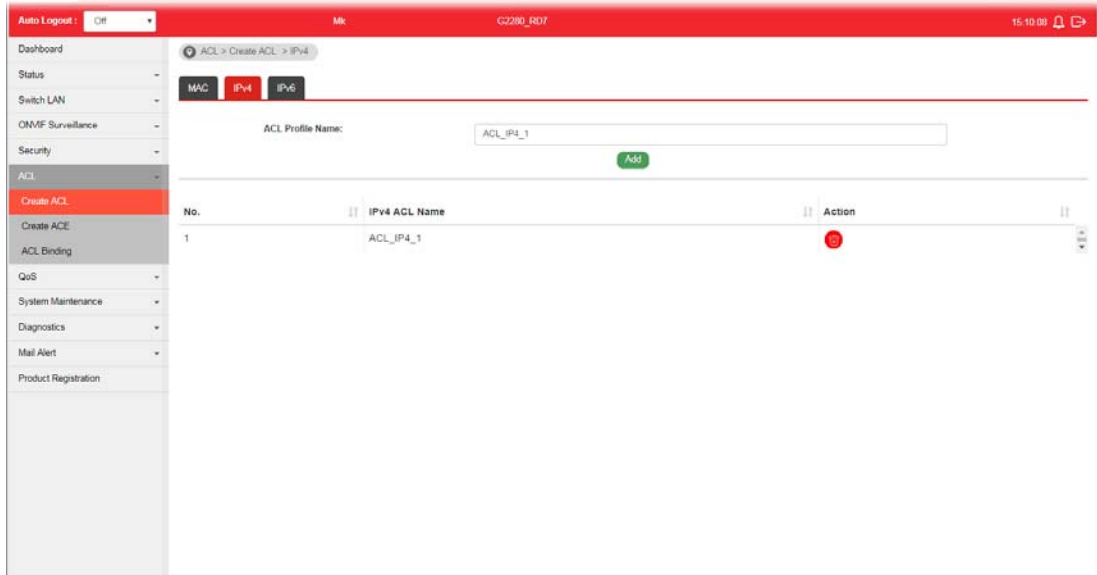 Auto Logout : Off Mk G2280_RD7 15:10:08
Dashboard
ACL > Create ACL > IPv4
Status
MAC IPv4 IPv6
Switch LAN
ONVIF Surveillance
ACL Profile Name: ACL_IP4_1
Security
Add
ACL
Create ACL
No. IPv4 ACL Name Action
Create ACE
1 ACL_IP4_1
ACL Binding
QoS
System Maintenance
Diagnostics
Mail Alert
Product Registration